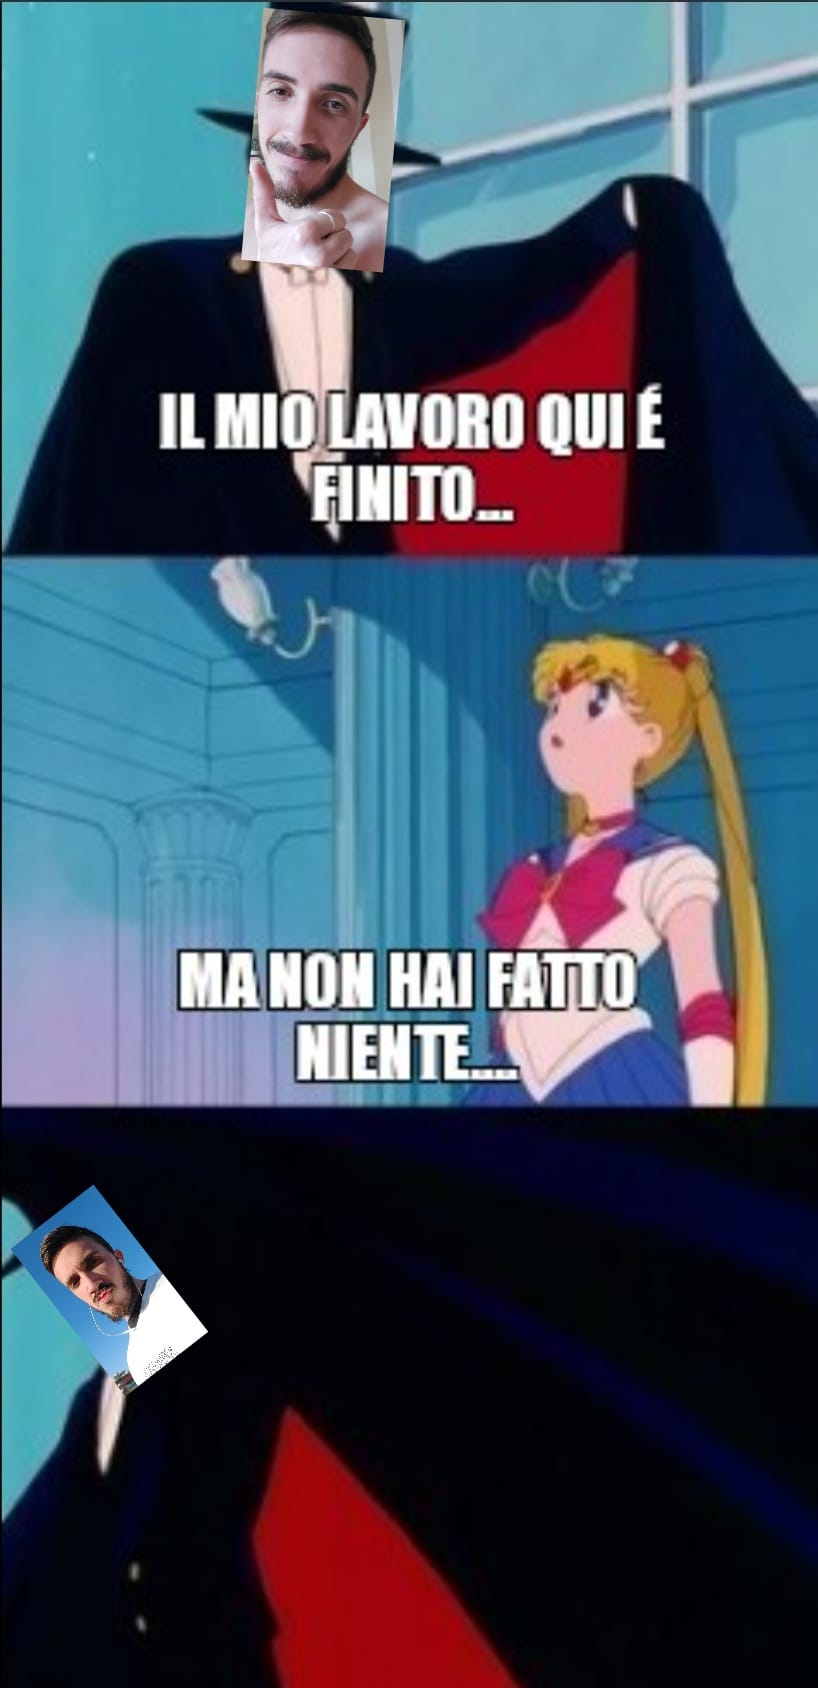 IL MIO LAVORO QUI É
FINITO...
MA NON HAI FATTO
NIENTE....